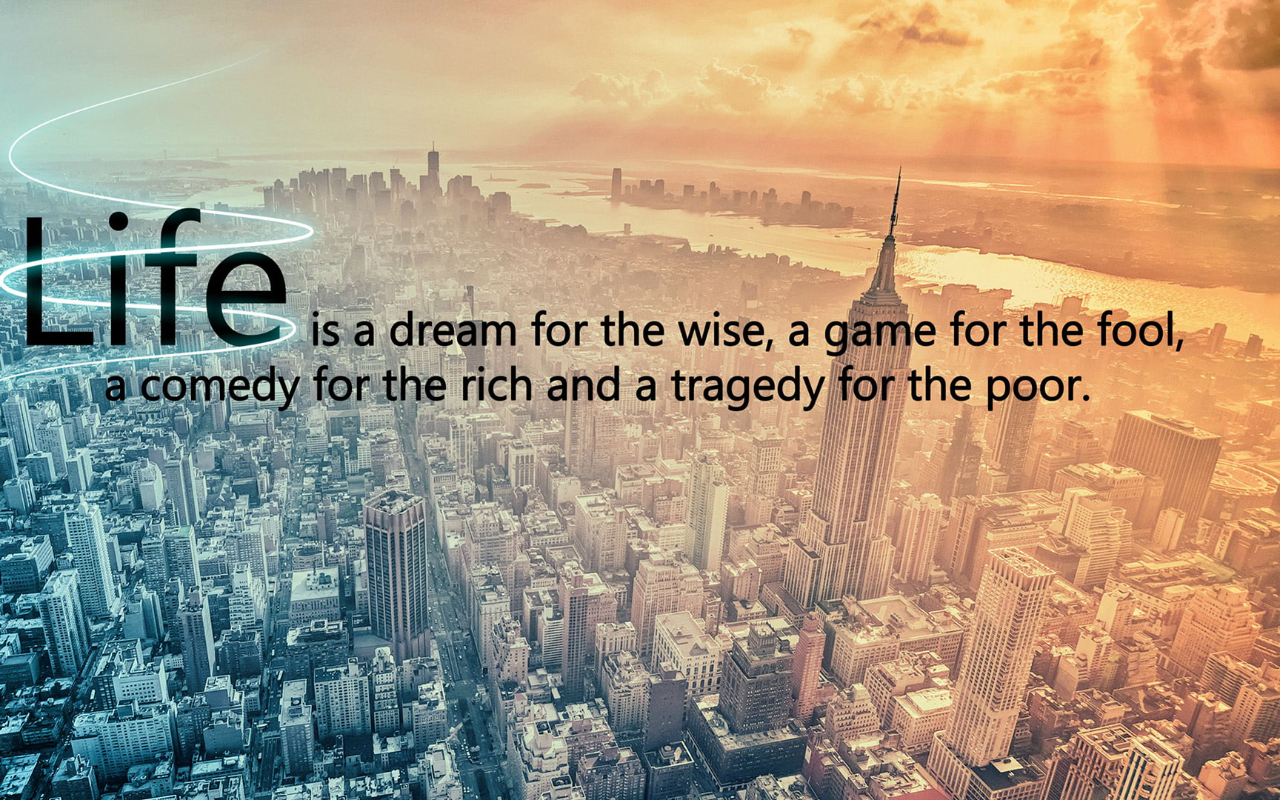 Life is a dream for the wise, a game for the fool,
a comedy for the rich and a tragedy for the poor.